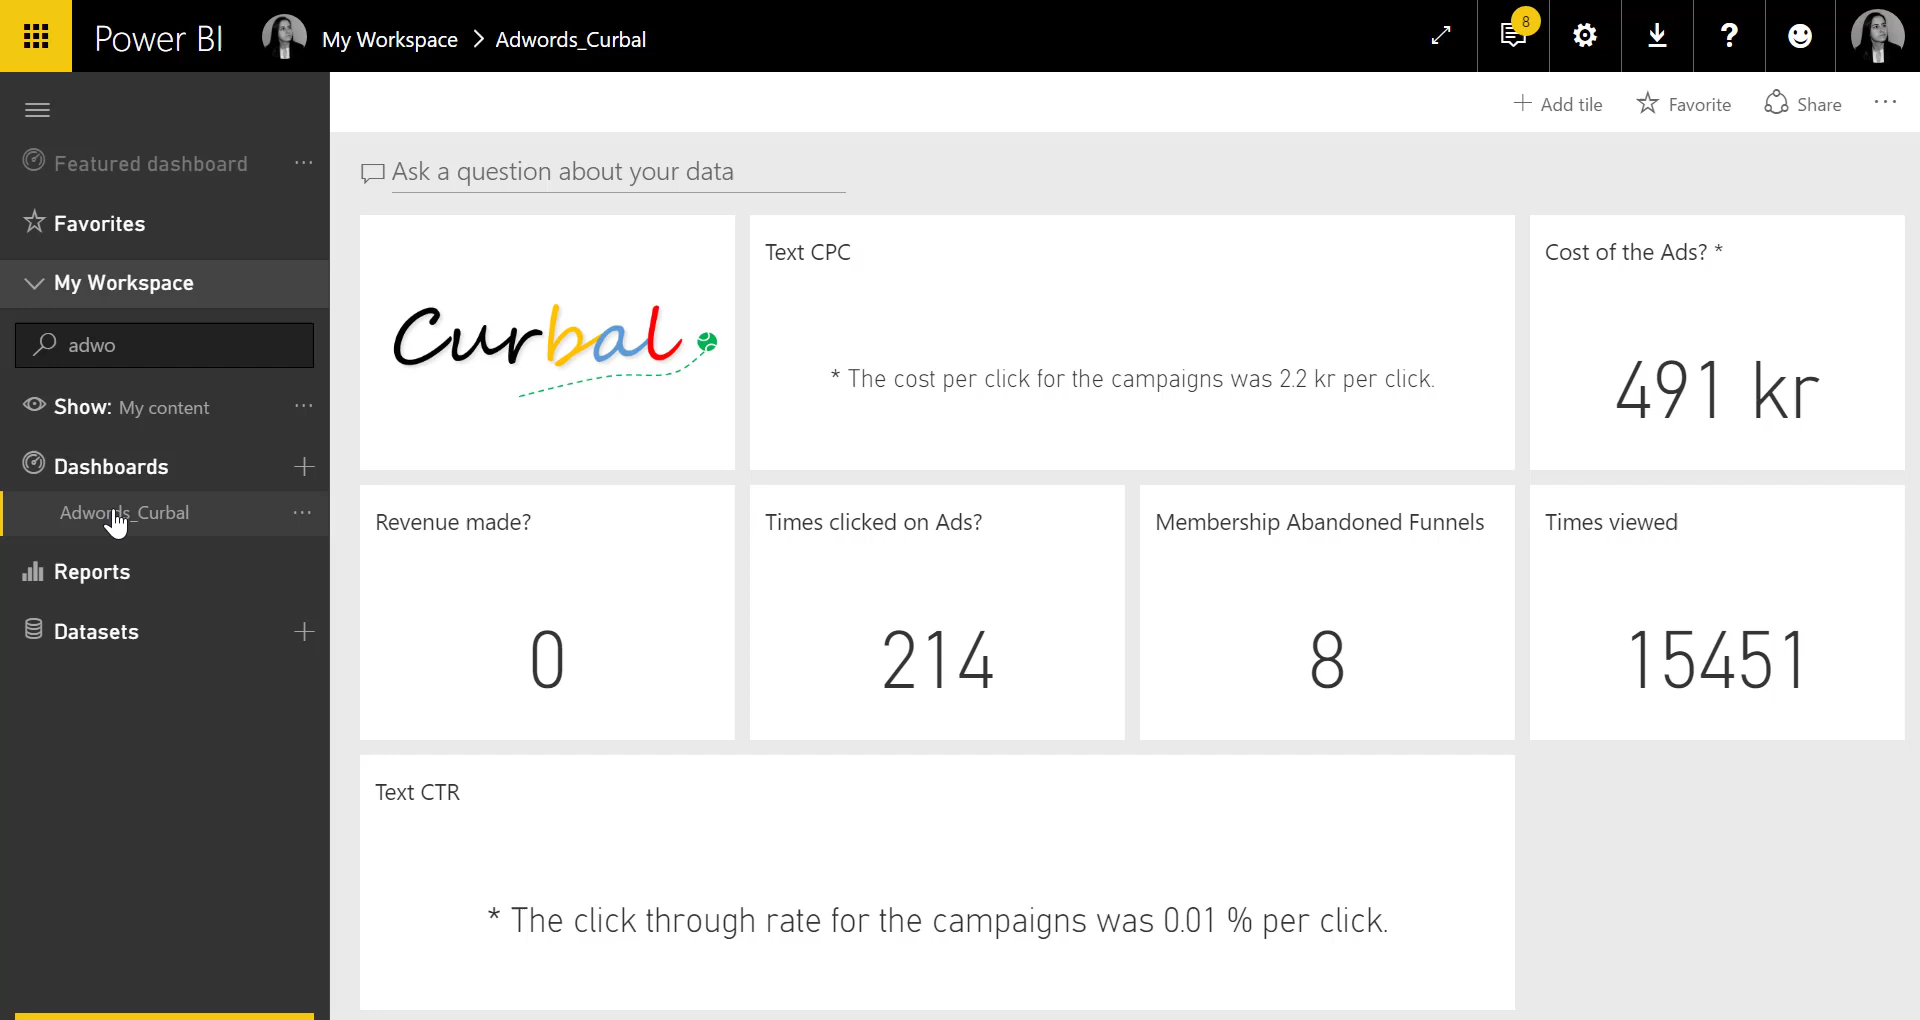 Power BI
My Workspace > Adwords_Curbal
8
?
Add tile
Favorite
Share
Featured dashboard
Favorites
My Workspace
adwo
Show: My content
Dashboards
Adwords_Curbal
Reports
Datasets
Ask a question about your data
Curbal
Text CPC
* The cost per click for the campaigns was 2.2 kr per click.
Cost of the Ads? *
491 kr
Revenue made?
0
Times clicked on Ads?
214
Membership Abandoned Funnels
8
Times viewed
15451
Text CTR
* The click through rate for the campaigns was 0.01 % per click.